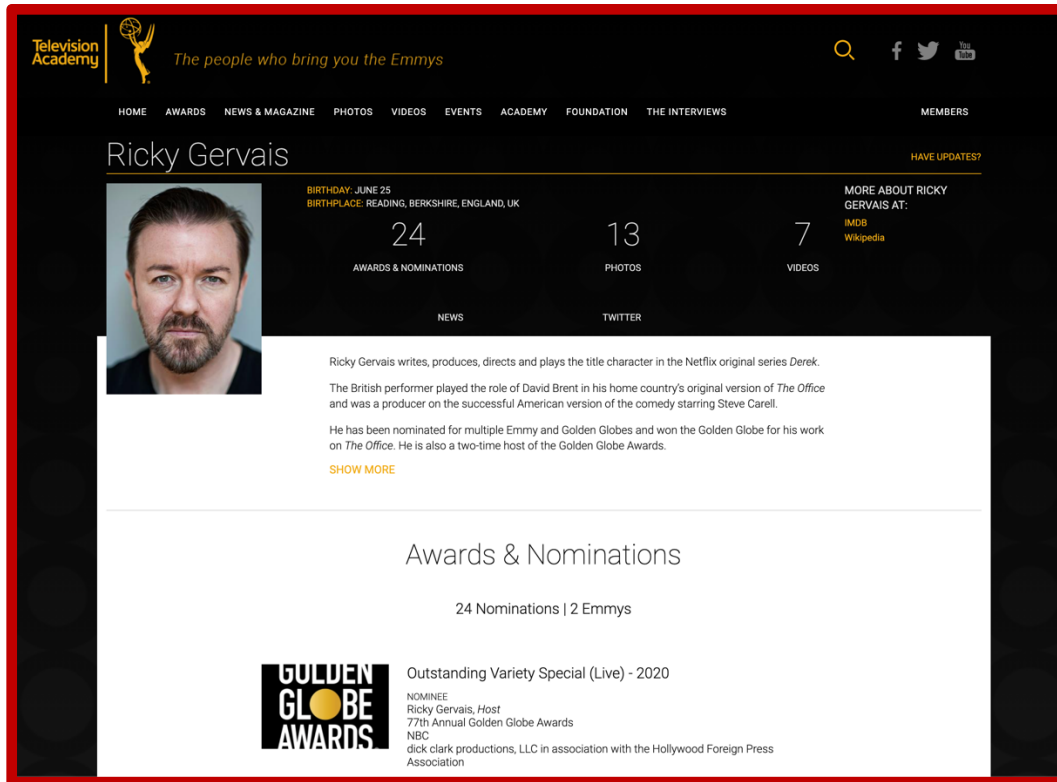 Television
Academy
The people who bring you the Emmys
You
Tube
HOME AWARDS NEWS & MAGAZINE PHOTOS VIDEOS EVENTS ACADEMY FOUNDATION THE INTERVIEWS MEMBERS
Ricky Gervais
HAVE UPDATES?
BIRTHDAY: JUNE 25
BIRTHPLACE: READING, BERKSHIRE, ENGLAND, UK
24
AWARDS & NOMINATIONS
13
PHOTOS
7
VIDEOS
NEWS
TWITTER
MORE ABOUT RICKY
GERVAIS AT:
IMDB
Wikipedia
Ricky Gervais writes, produces, directs and plays the title character in the Netflix original series Derek.
The British performer played the role of David Brent in his home country's original version of The Office
and was a producer on the successful American version of the comedy starring Steve Carell.
He has been nominated for multiple Emmy and Golden Globes and won the Golden Globe for his work
on The Office. He is also a two-time host of the Golden Globe Awards.
SHOW MORE
Awards & Nominations
24 Nominations | 2 Emmys
GOLDEN
GLOBE
AWARDS
Outstanding Variety Special (Live) - 2020
NOMINEE
Ricky Gervais, Host
77th Annual Golden Globe Awards
NBC
dick clark productions, LLC in association with the Hollywood Foreign Press
Association